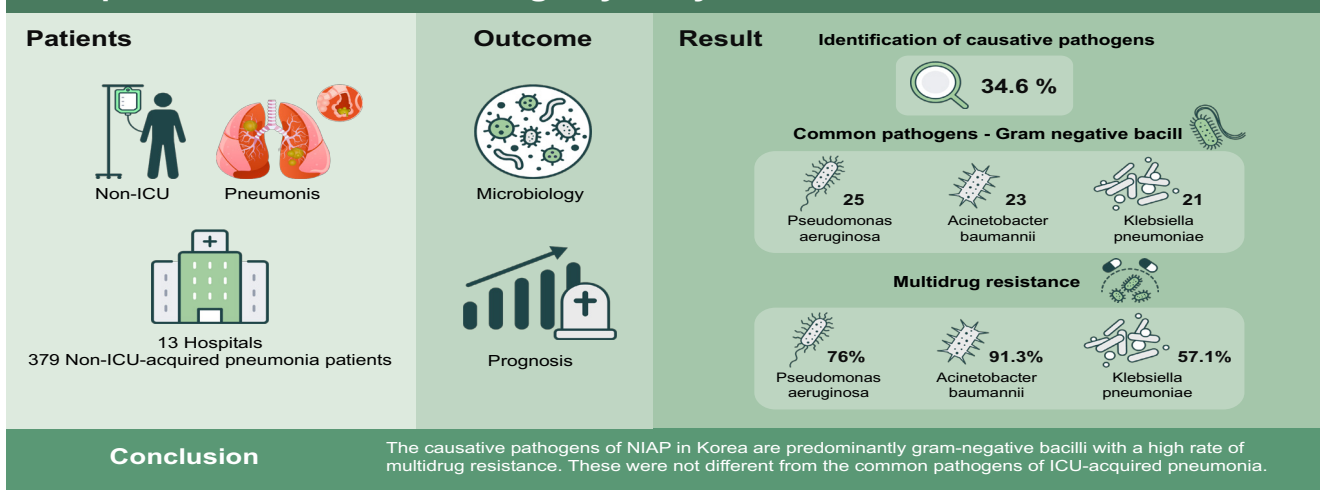 Patients
Non-ICU
Pneumonis
13 Hospitals
379 Non-ICU-acquired pneumonia patients
Outcome
Microbiology
Prognosis
Result
Identification of causative pathogens
34.6 %
Common pathogens - Gram negative bacill
25
Pseudomonas
aeruginosa
23
Acinetobacter
baumannii
21
Klebsiella
pneumoniae
Multidrug resistance
76%
Pseudomonas
aeruginosa
91.3%
Acinetobacter
baumannii
57.1%
Klebsiella
pneumoniae
Conclusion
The causative pathogens of NIAP in Korea are predominantly gram-negative bacilli with a high rate of
multidrug resistance. These were not different from the common pathogens of ICU-acquired pneumonia.